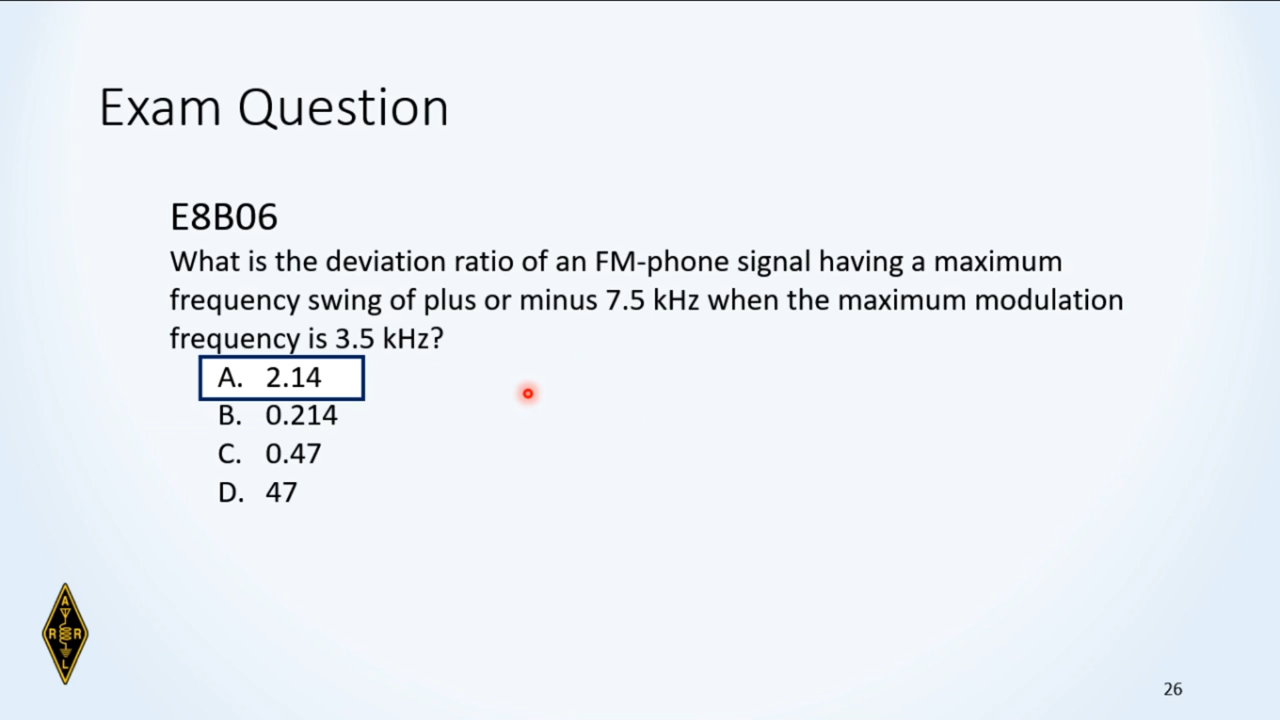 Exam Question
E8B06
What is the deviation ratio of an FM-phone signal having a maximum
frequency swing of plus or minus 7.5 kHz when the maximum modulation
frequency is 3.5 kHz?
A. 2.14
B. 0.214
C. 0.47
D. 47
A
R R
L
26